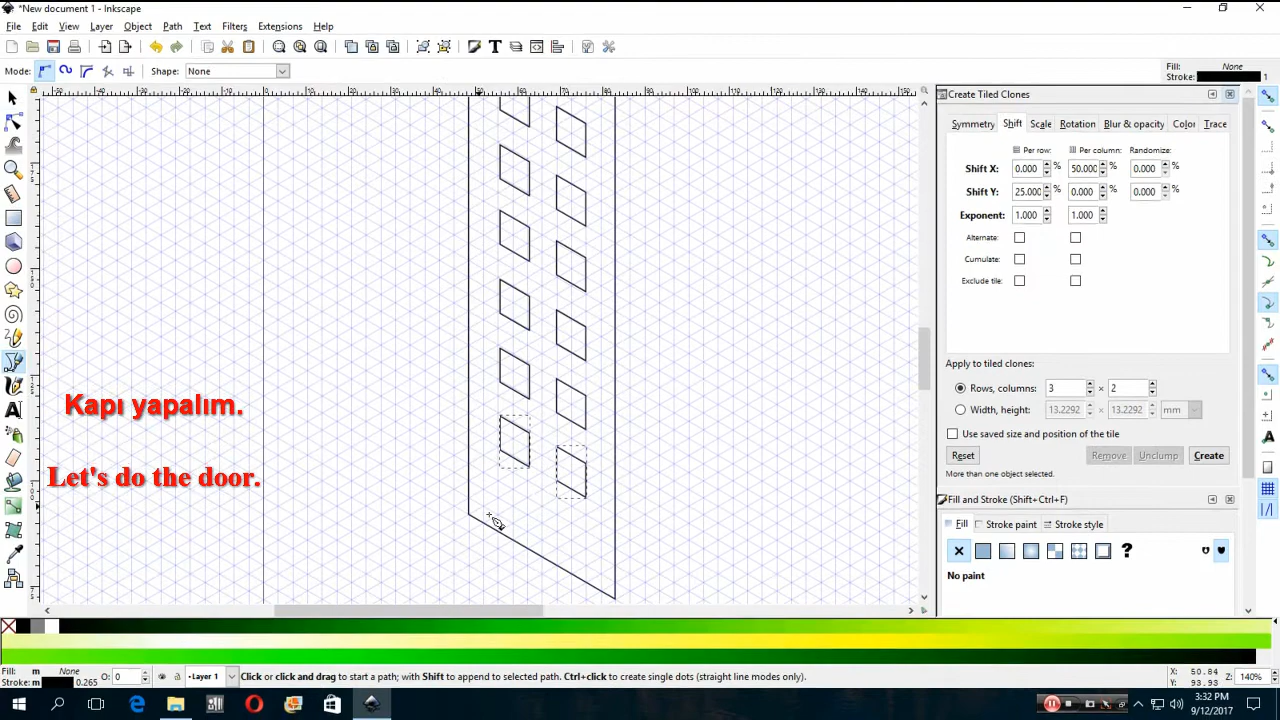 *New document 1 - Inkscape
File Edit View Layer Object Path Text Filters Extensions Help
Mode: Shape: None
Fill: None
Stroke: 1
Kapı yapalım.
Let's do the door.
Create Tiled Clones
Symmetry Shift Scale Rotation Blur & opacity Color Trace
Per row: Per column: Randomize:
Shift X: 0.000 % 50.000 % 0.000 %
Shift Y: 25.000 % 0.000 % 0.000 %
Exponent: 1.000 1.000
Alternate:
Cumulate:
Exclude tile:
Apply to tiled clones:
Rows, columns: 3 × 2
Width, height: 13.2292 × 13.2292 mm
Use saved size and position of the tile
Reset Remove Unclump Create
More than one object selected.
Fill and Stroke (Shift+Ctrl+F)
Fill Stroke paint Stroke style
?
No paint
Fill: m None
Stroke: m 0.265
O: 0
Layer 1
Click or click and drag to start a path; with Shift to append to selected path. Ctrl+click to create single dots (straight line modes only).
X: 50.84
Y: 93.93
Z: 140%
3:32 PM
9/12/2017